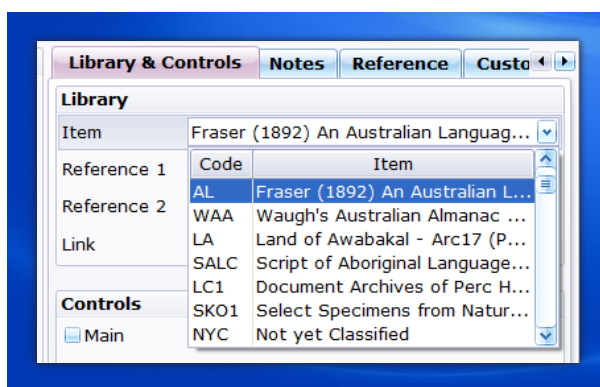 Library & Controls Notes Reference Custo
Library
Item Fraser (1892) An Australian Languag...
Reference 1
Reference 2
Link
Code Item
AL Fraser (1892) An Australian L...
WAA Waugh's Australian Almanac ...
LA Land of Awabakal - Arc17 (P...
SALC Script of Aboriginal Language...
LC1 Document Archives of Perc H...
SKO1 Select Specimens from Natur...
NYC Not yet Classified
Controls
Main